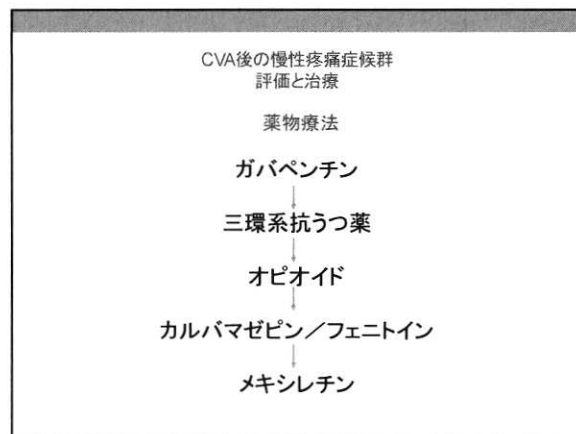 CVA後の慢性疼痛症候群
評価と治療
薬物療法
ガバペンチン
三環系抗うつ薬
オピオイド
カルバマゼピン／フェニトイン
メキシレチン